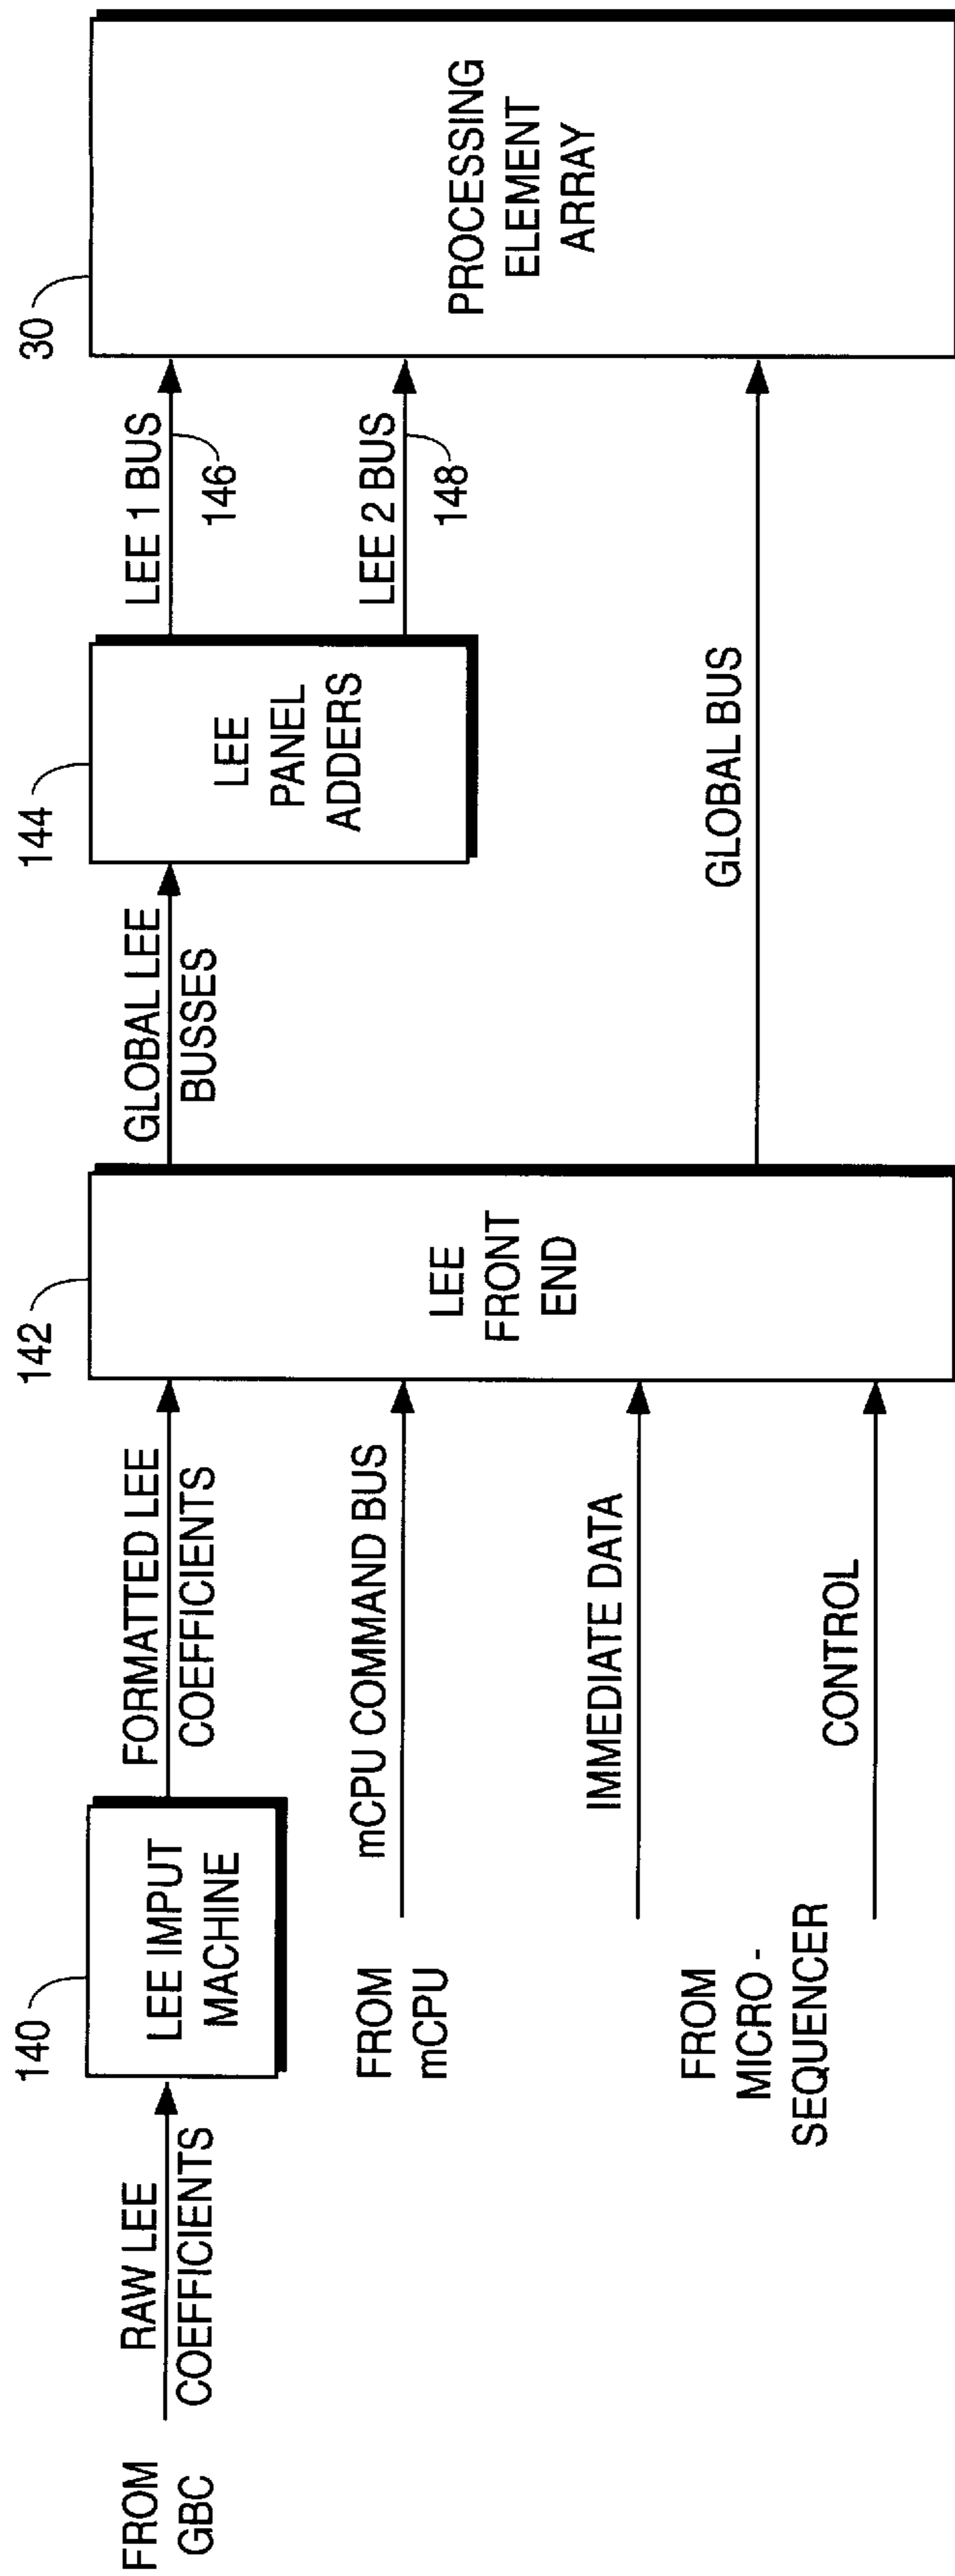 FROM
GBC
RAW LEE
COEFFICIENTS
140
LEE IMPUT
MACHINE
FORMATTED LEE
COEFFICIENTS
FROM
mCPU
mCPU COMMAND BUS
IMMEDIATE DATA
FROM
MICRO -
SEQUENCER
CONTROL
142
LEE
FRONT
END
GLOBAL LEE
BUSSES
144
LEE
PANEL
ADDERS
LEE 1 BUS
146
LEE 2 BUS
148
GLOBAL BUS
30
PROCESSING
ELEMENT
ARRAY